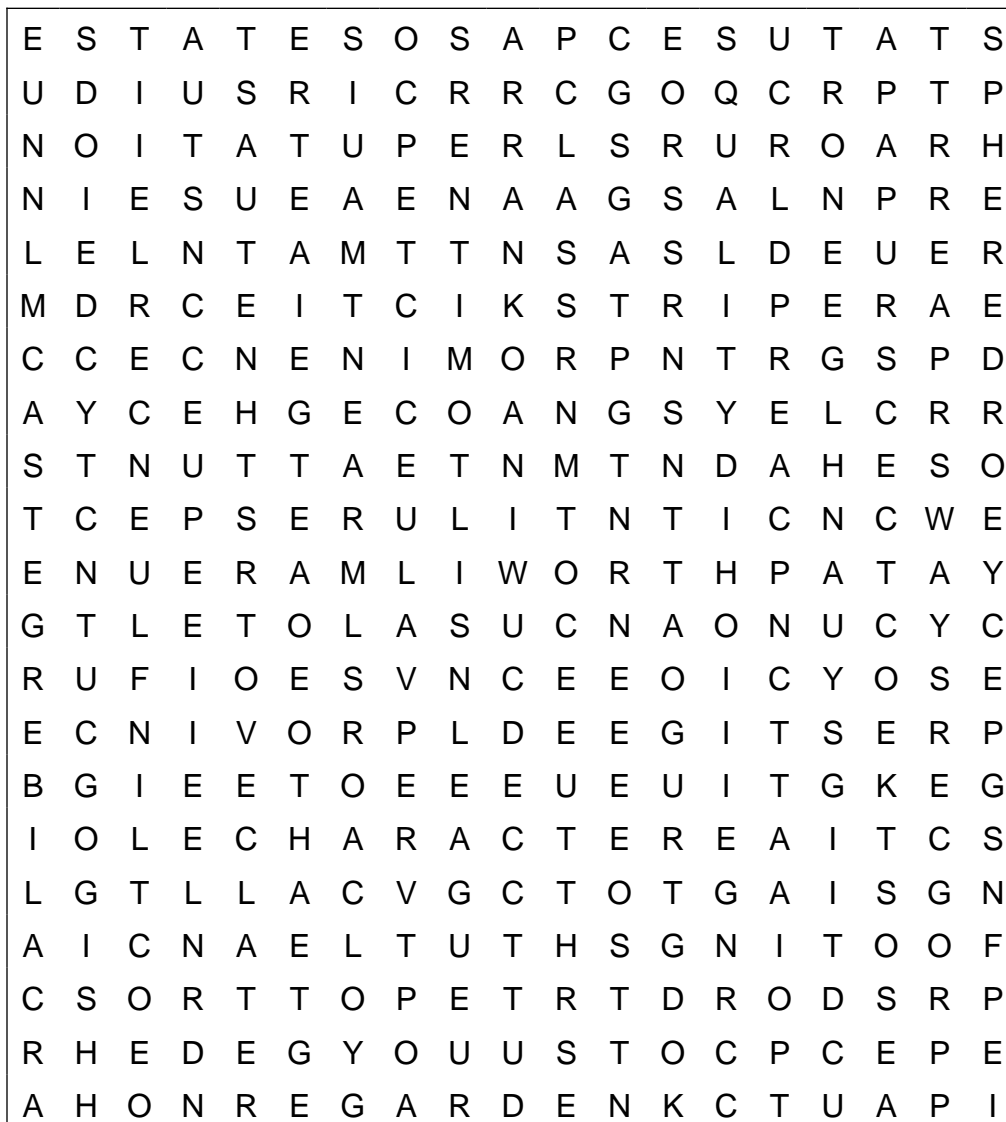 E S T A T E S O S A P C E S U T A T S
U D I U S R I C R R C G O Q C R P T P
N O I T A T U P E R L S R U R O A R H
N I E S U E A E N A A G S A L N P R E
L E L N T A M T T N S A S L D E U E R
M D R C E I T C I K S T R I P E R A E
C C E C N E N I M O R P N T R G S P D
A Y C E H G E C O A N G S Y E L C R R
S T N U T T A E T N M T N D A H E S O
T C E P S E R U L I T N T I C N C W E
E N U E R A M L I W O R T H P A T A Y
G T L E T O L A S U C N A O N U C Y C
R U F I O E S V N C E E O I C Y O S E
E C N I V O R P L D E E G I T S E R P
B G I E E T O E E E U E U I T G K E G
I O L E C H A R A C T E R E A I T C S
L G T L L A C V G C T O T G A I S G N
A I C N A E L T U T H S G N I T O O F
C S O R T T O P E T R T D R O D S R P
R H E D E G Y O U U S T O C P C E P E
A H O N R E G A R D E N K C T U A P I